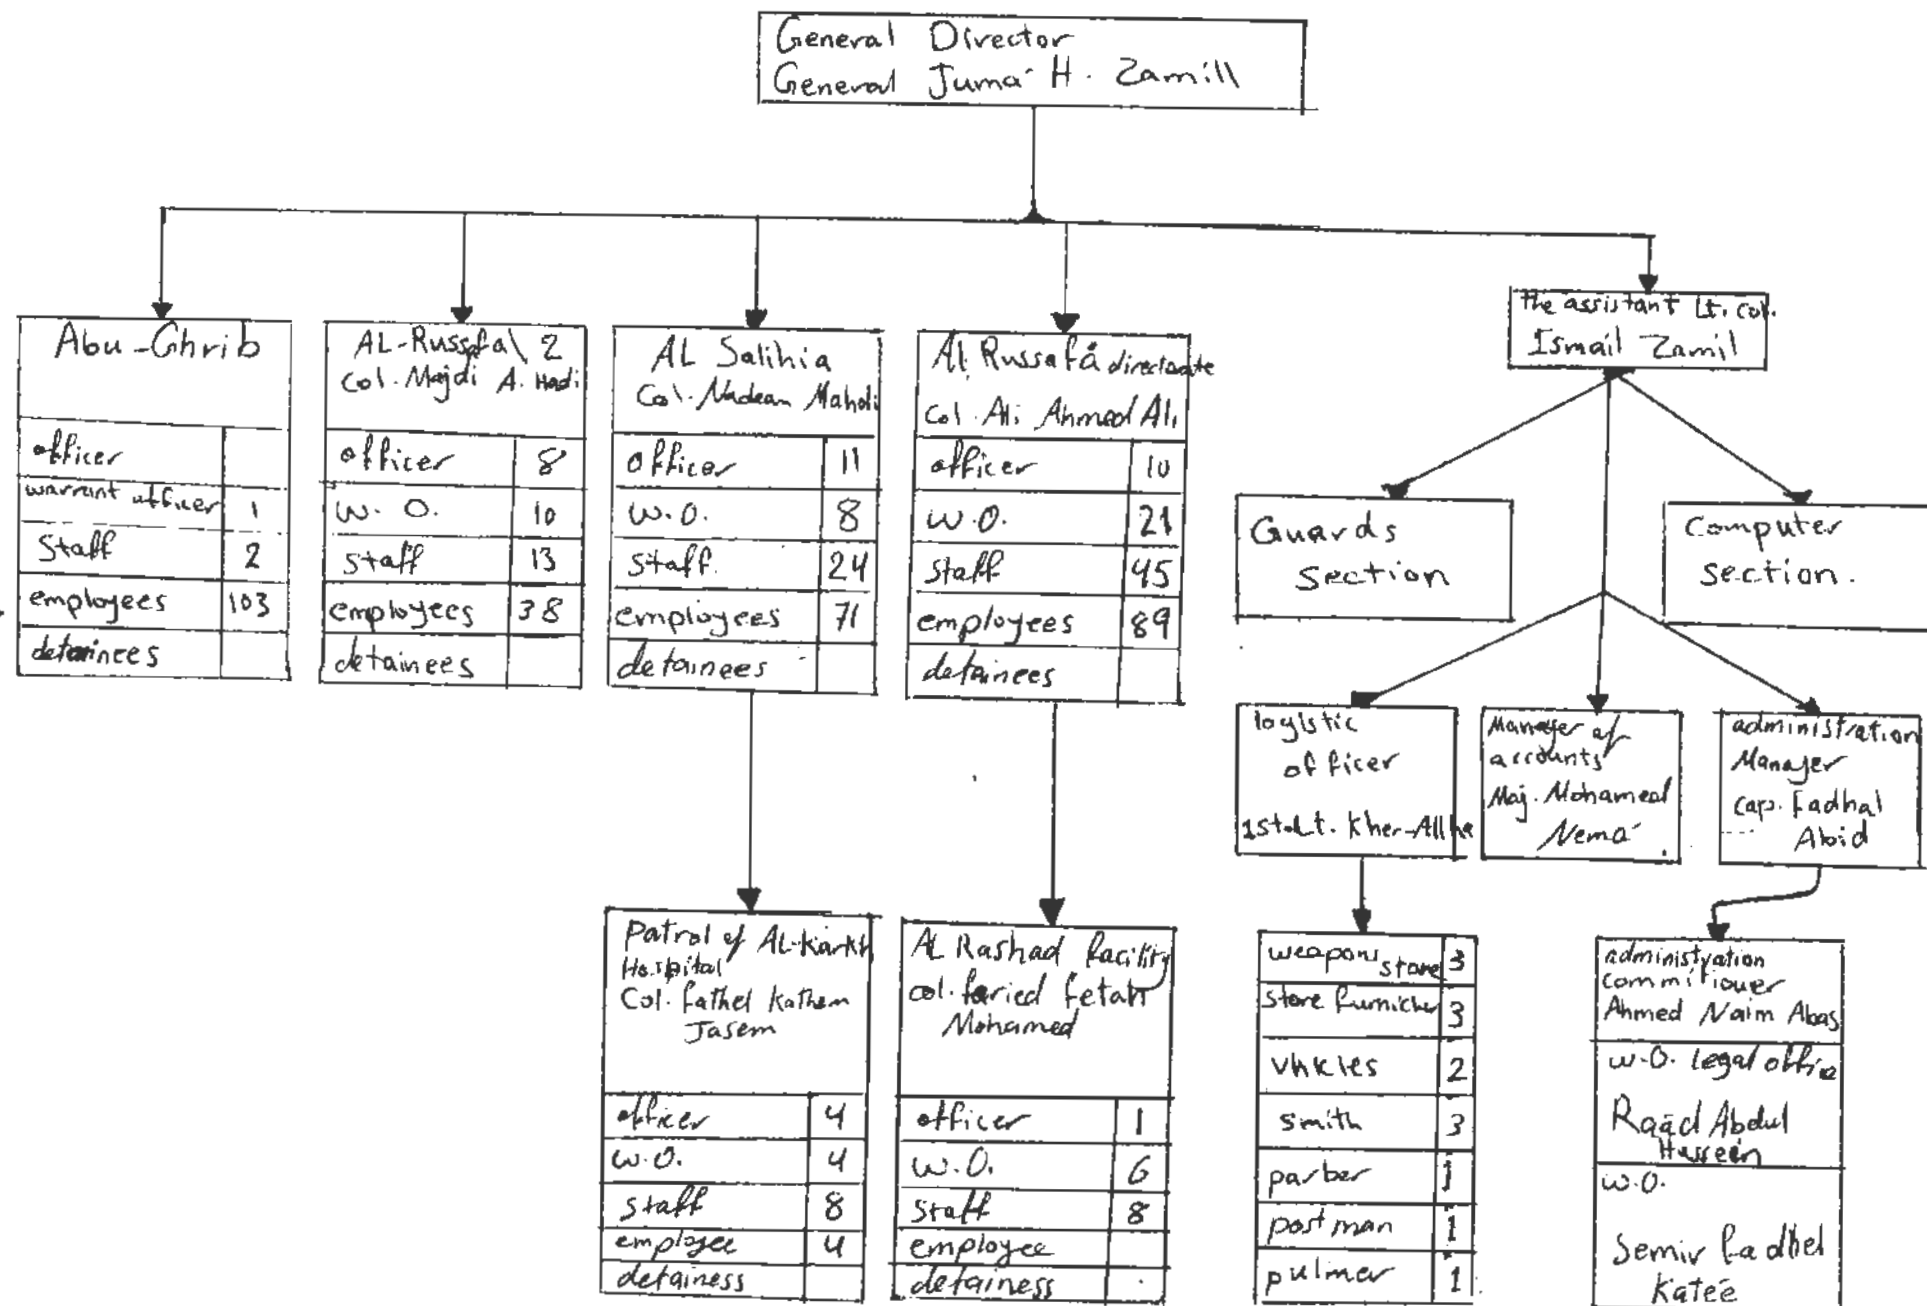 General Director
General Juma H. Zamill
Abu-Ghrib
officer
warrant officer 1
Staff 2
employees 103
detainees
AL-Russafa\ 2
Col. Majdi A. Hadi
officer 8
w. O. 10
staff 13
employees 38
detainees
AL Salihia
Col. Nadean Mahdi
officer 11
W.O. 8
Staff. 24
employees 71
detainees
AL Russafa directorate
Col. Ali Ahmed Ali
officer 10
W.O. 21
Staff 45
employees 89
detainees
the assistant Lt. col.
Ismail Zamil
Guards
section
Computer
section.
logistic
officer
1st.Lt. Kher-Allha
Manager of
accounts
Maj. Mohamed
Nema
administration
Manager
cap. Fadhal
Abid
Patrol of AL-Karkh
Hospital
Col. fathel Kathem
Jasem
officer 4
w.O. 4
staff 8
employee 4
detainess
AL Rashad facility
col. faried fetah
Mohamed
officer 1
w.O. 6
staff 8
employee
detainess
weapons store 3
store furnicher 3
vhicles 2
smith 3
parber 1
postman 1
pulmer 1
administration
commitiouer
Ahmed Naim Abas
w.O. legal office
Raad Abdul
Hussein
w.O.
Semir fadhel
Katee